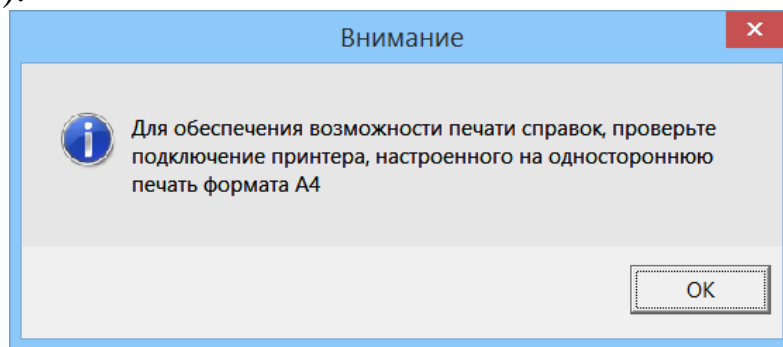 ).
Внимание
Для обеспечения возможности печати справок, проверьте
подключение принтера, настроенного на одностороннюю
печать формата А4
OK